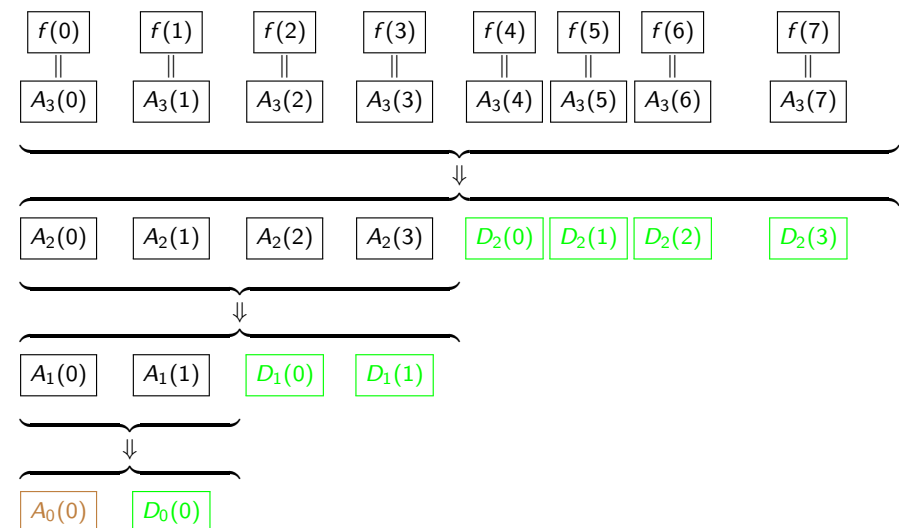 f(0) f(1) f(2) f(3) f(4) f(5) f(6) f(7)
|| || || || || || || ||
A₃(0) A₃(1) A₃(2) A₃(3) A₃(4) A₃(5) A₃(6) A₃(7)
⇓
A₂(0) A₂(1) A₂(2) A₂(3) D₂(0) D₂(1) D₂(2) D₂(3)
⇓
A₁(0) A₁(1) D₁(0) D₁(1)
⇓
A₀(0) D₀(0)